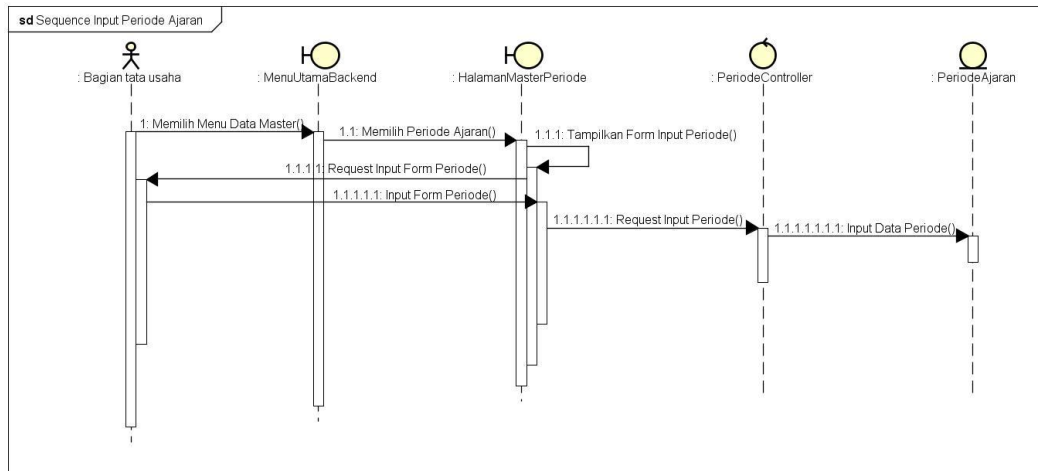 sd Sequence Input Periode Ajaran
: Bagian tata usaha
: MenuUtamaBackend
: HalamanMasterPeriode
: PeriodeController
: PeriodeAjaran
1: Memilih Menu Data Master()
1.1: Memilih Periode Ajaran()
1.1.1: Tampilkan Form Input Periode()
1.1.1.1: Request Input Form Periode()
1.1.1.1.1: Input Form Periode()
1.1.1.1.1.1: Request Input Periode()
1.1.1.1.1.1.1: Input Data Periode()